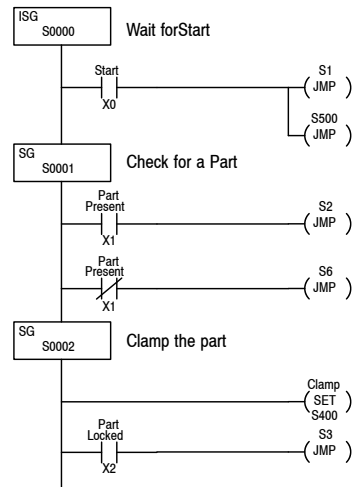 ISG
S0000
Wait forStart
Start
X0
S1
JMP
S500
JMP
SG
S0001
Check for a Part
Part
Present
X1
S2
JMP
Part
Present
X1
S6
JMP
SG
S0002
Clamp the part
Clamp
SET
S400
Part
Locked
X2
S3
JMP